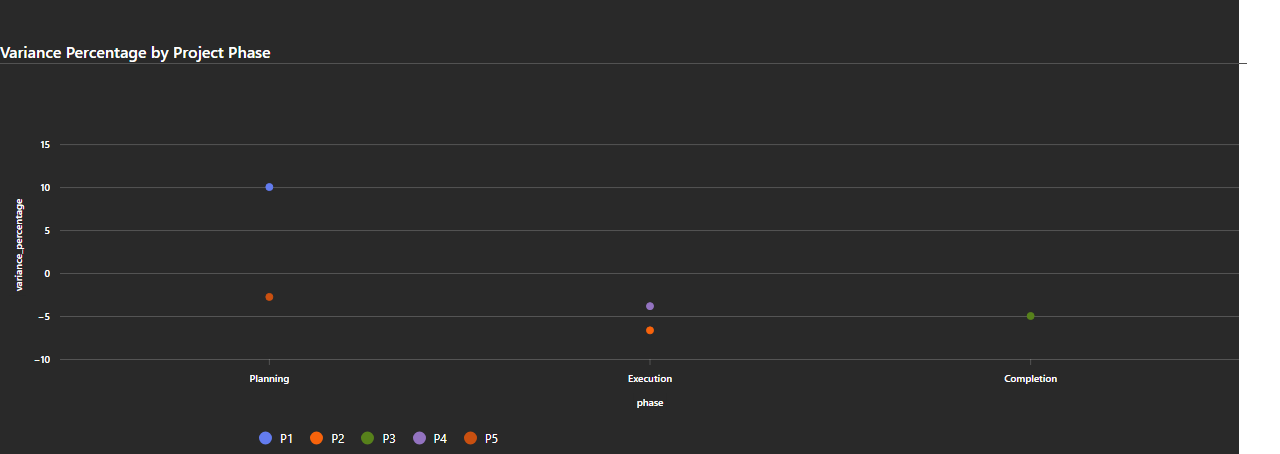 Variance Percentage by Project Phase
15
10
5
0
−5
−10
variance_percentage
Planning Execution Completion
phase
P1 P2 P3 P4 P5